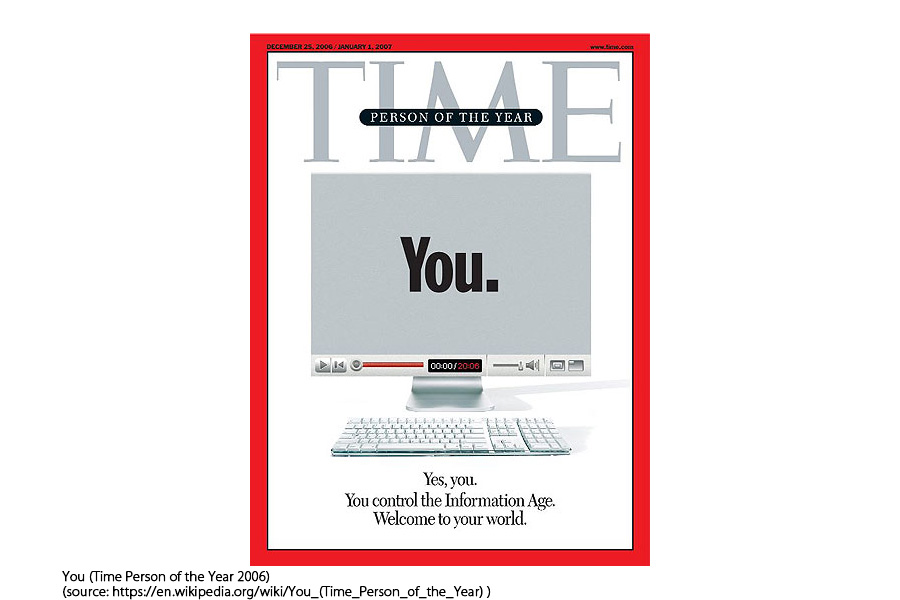 DECEMBER 25, 2006 / JANUARY 1, 2007 www.time.com
TIME
PERSON OF THE YEAR
You.
00:00/20:06
Yes, you.
You control the Information Age.
Welcome to your world.
You (Time Person of the Year 2006)
(source: https://en.wikipedia.org/wiki/You_(Time_Person_of_the_Year) )